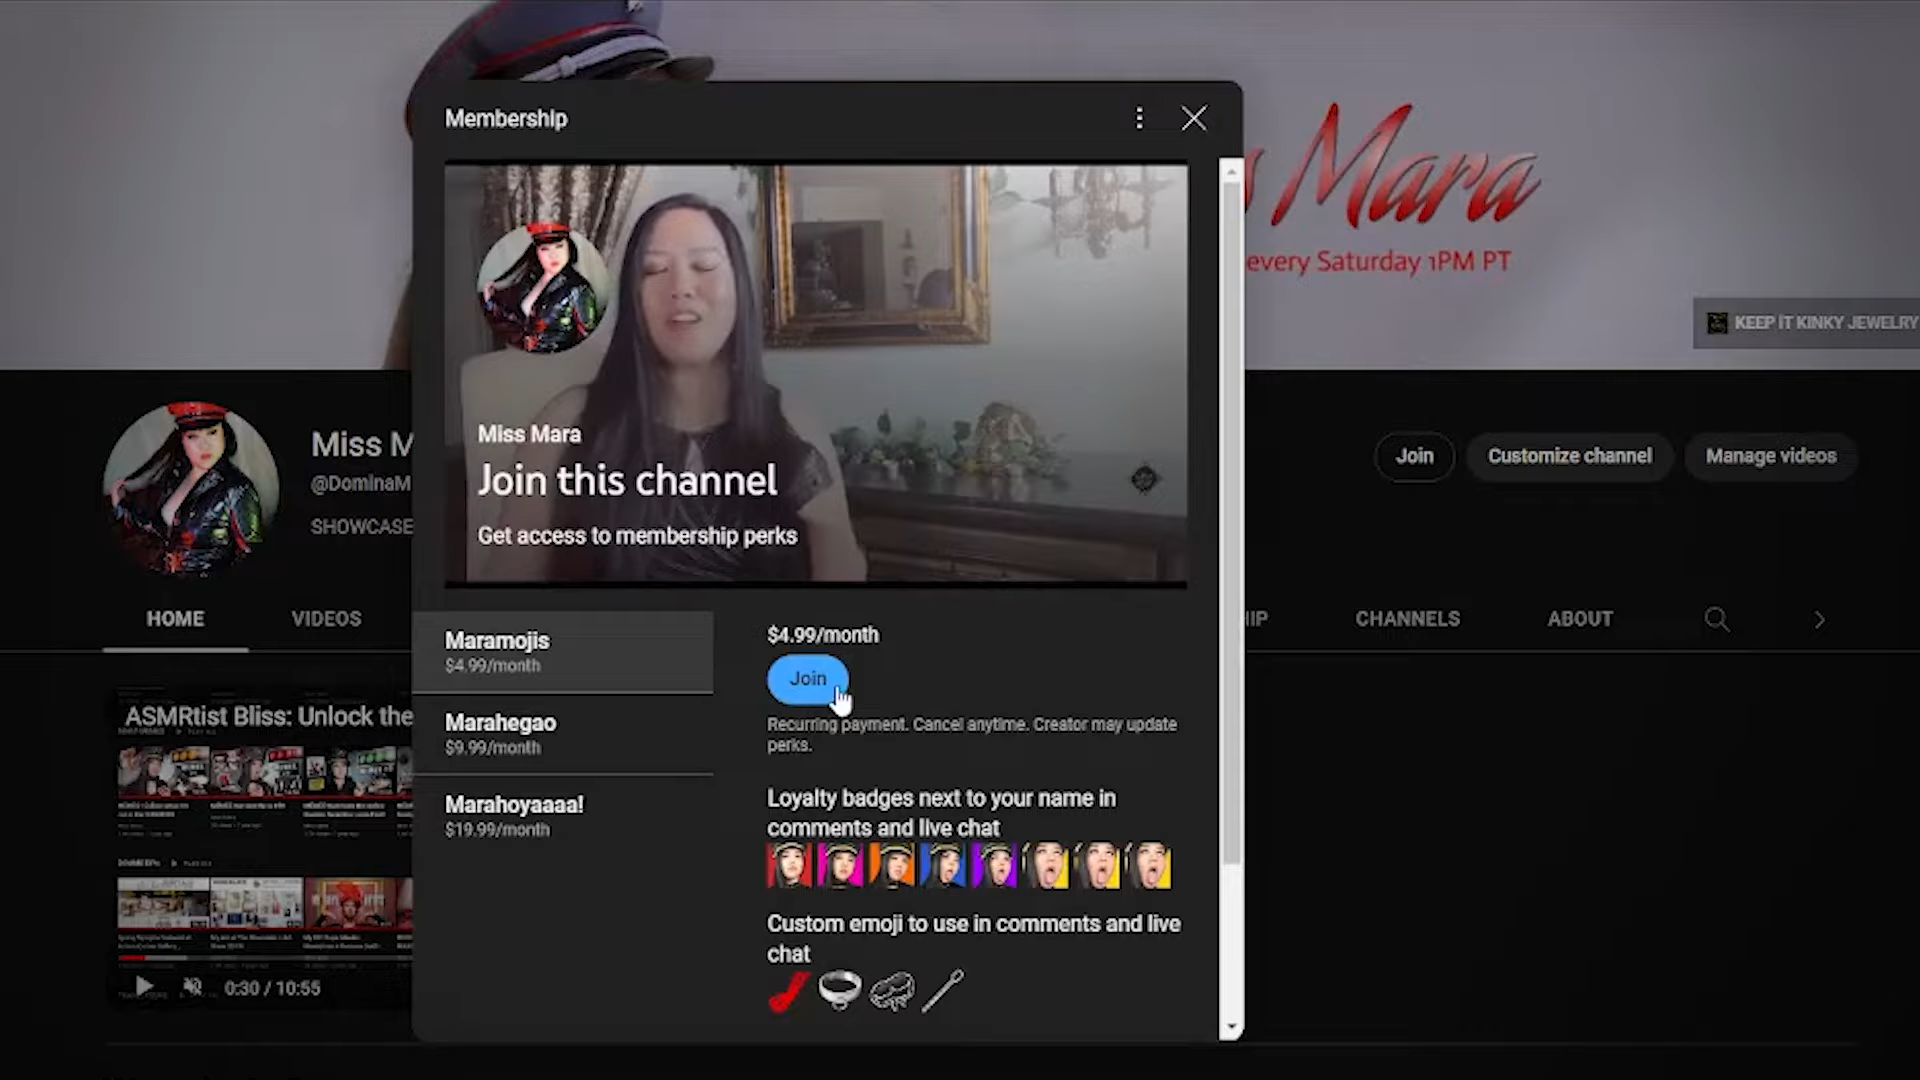 Mara
every Saturday 1PM PT
KEEP IT KINKY JEWELRY
Membership
Miss Mara
Join this channel
Get access to membership perks
Miss M
@DominaM
SHOWCASE
Join
Customize channel
Manage videos
HOME
VIDEOS
HIP
CHANNELS
ABOUT
Maramojis
$4.99/month
Marahegao
$9.99/month
Marahoyaaaa!
$19.99/month
$4.99/month
Join
Recurring payment. Cancel anytime. Creator may update
perks.
Loyalty badges next to your name in
comments and live chat
Custom emoji to use in comments and live
chat
ASMRtist Bliss: Unlock the
0:30 / 10:55